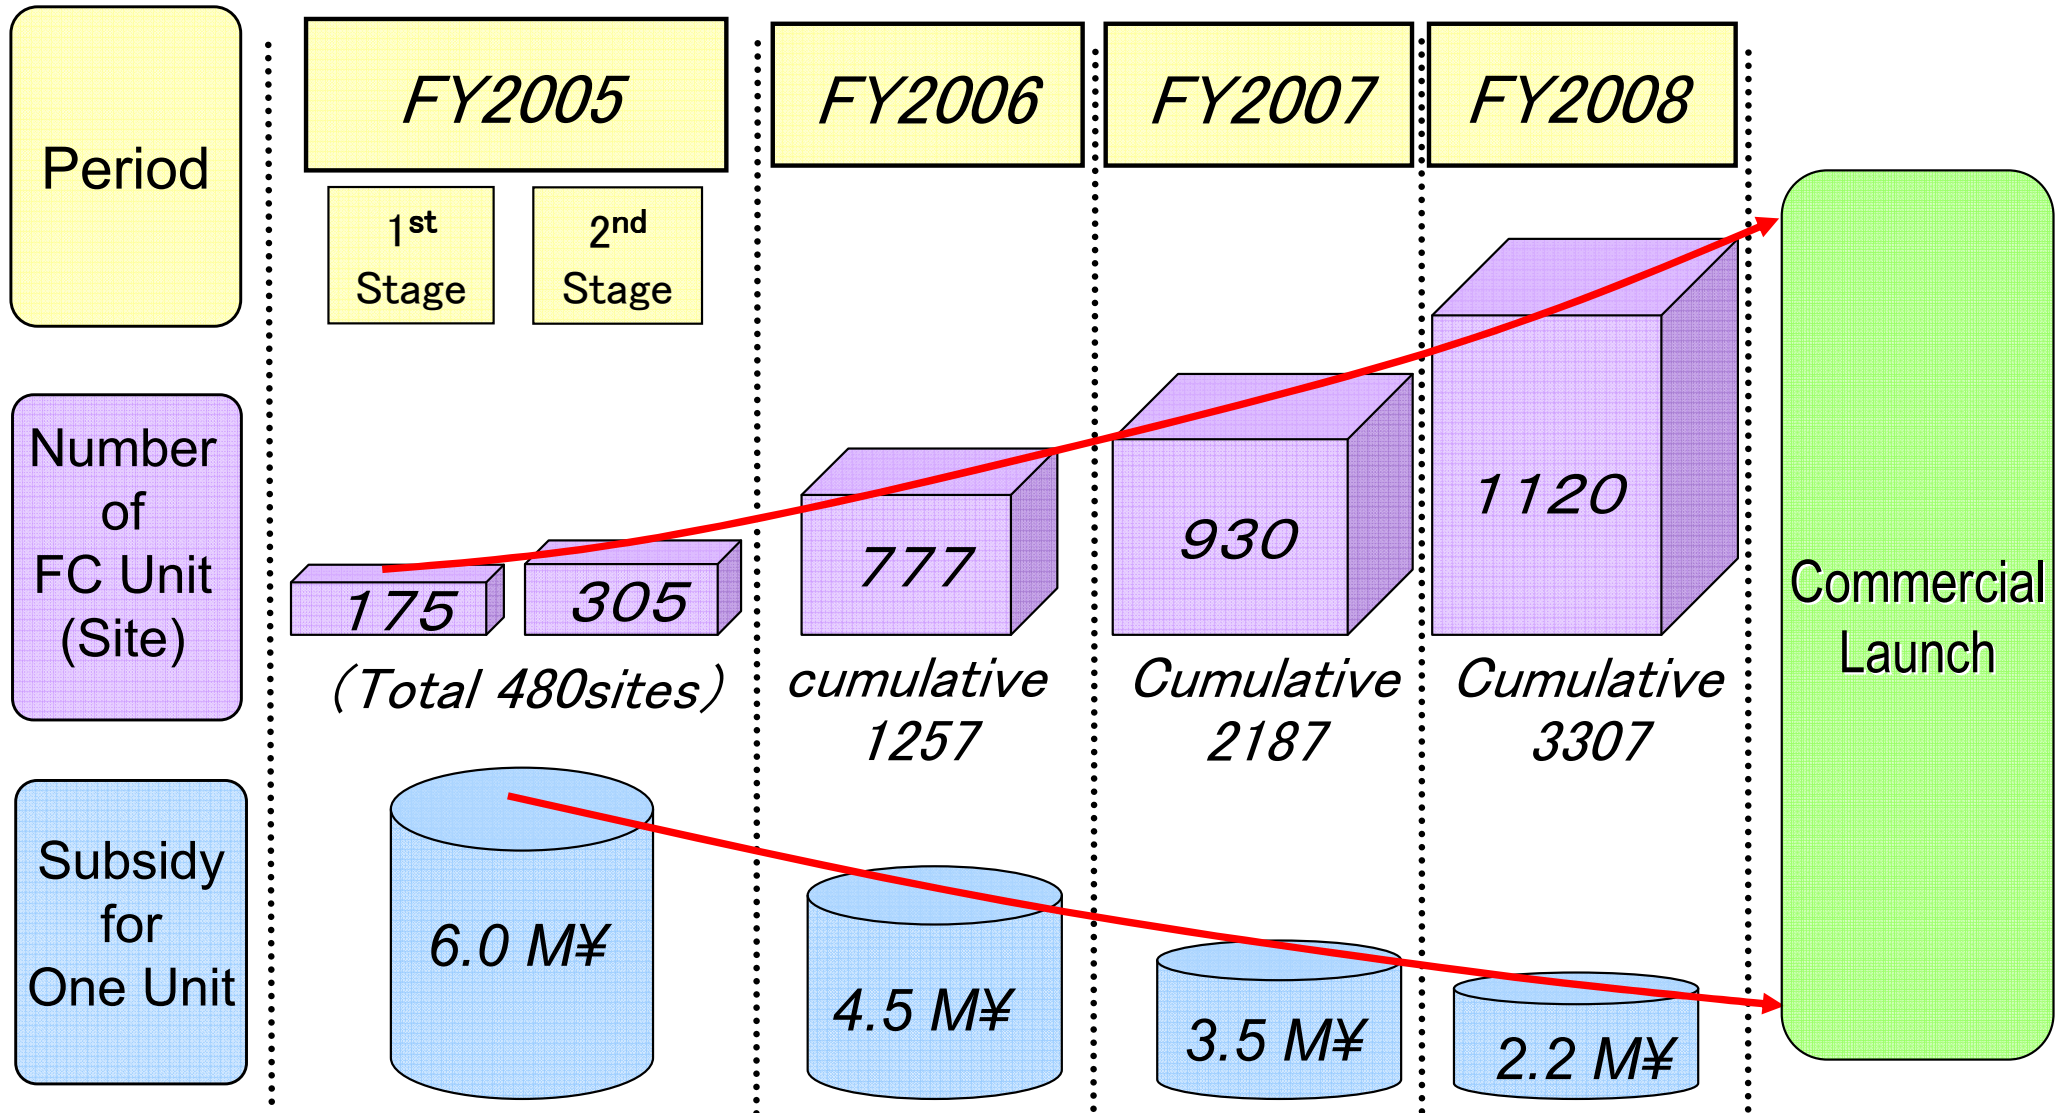 Period
FY2005
FY2006
FY2007
FY2008
1st
Stage
2nd
Stage
Number
of
FC Unit
(Site)
175
305
777
930
1120
(Total 480sites)
cumulative
1257
Cumulative
2187
Cumulative
3307
Subsidy
for
One Unit
6.0 M¥
4.5 M¥
3.5 M¥
2.2 M¥
Commercial
Launch